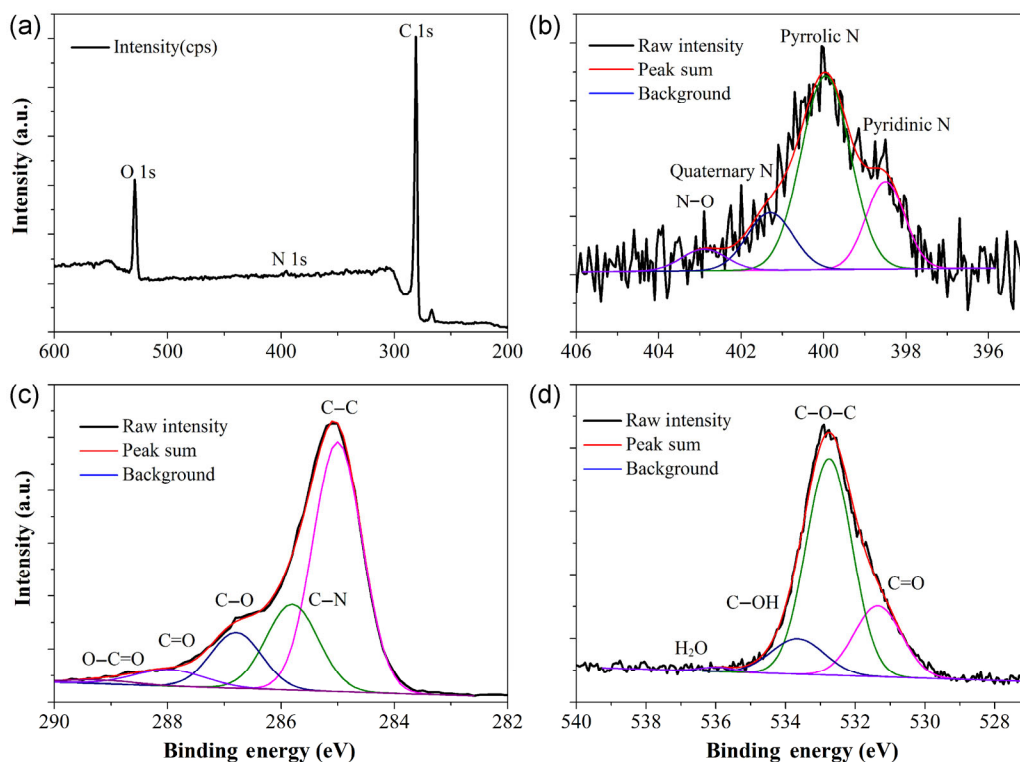 (a)
Intensity(cps)
C 1s
O 1s
N 1s
Intensity (a.u.)
600 500 400 300 200
(b)
Raw intensity
Peak sum
Background
Pyrrolic N
Pyridinic N
Quaternary N
N−O
406 404 402 400 398 396
(c)
Raw intensity
Peak sum
Background
C−C
C−N
C−O
C=O
O−C=O
Intensity (a.u.)
290 288 286 284 282
Binding energy (eV)
(d)
Raw intensity
Peak sum
Background
C−O−C
C=O
C−OH
H₂O
540 538 536 534 532 530 528
Binding energy (eV)